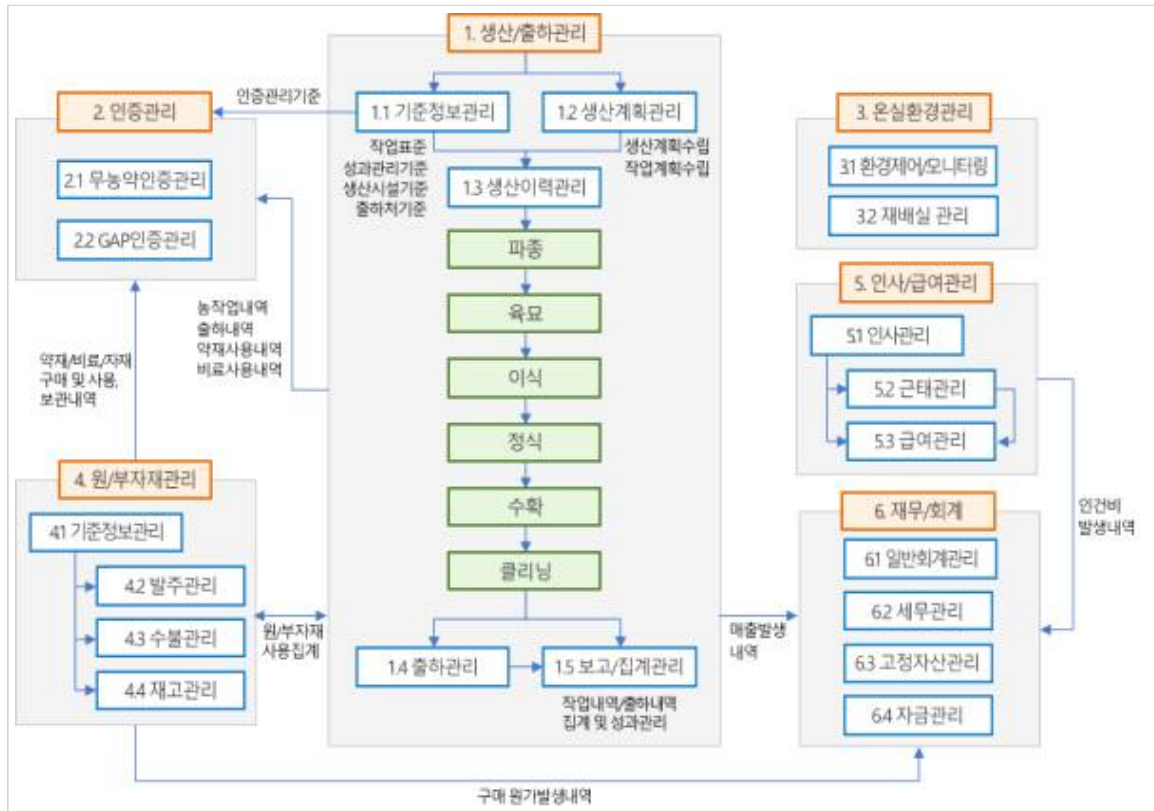 1. 생산/출하관리
인증관리기준
1.1 기준정보관리
1.2 생산계획관리
작업표준
성과관리기준
생산시설기준
출하처기준
생산계획수립
작업계획수립
1.3 생산이력관리
파종
육묘
이식
정식
수확
클리닝
1.4 출하관리
1.5 보고/집계관리
작업내역/출하내역
집계 및 성과관리
2. 인증관리
2.1 무농약인증관리
2.2 GAP인증관리
농작업내역
출하내역
약재사용내역
비료사용내역
약재/비료/자재
구매 및 사용,
보관내역
4. 원/부자재관리
4.1 기준정보관리
4.2 발주관리
4.3 수불관리
4.4 재고관리
원/부자재
사용집계
3. 온실환경관리
3.1 환경제어/모니터링
3.2 재배실 관리
5. 인사/급여관리
5.1 인사관리
5.2 근태관리
5.3 급여관리
인건비
발생내역
6. 재무/회계
6.1 일반회계관리
6.2 세무관리
6.3 고정자산관리
6.4 자금관리
매출발생
내역
구매 원가발생내역